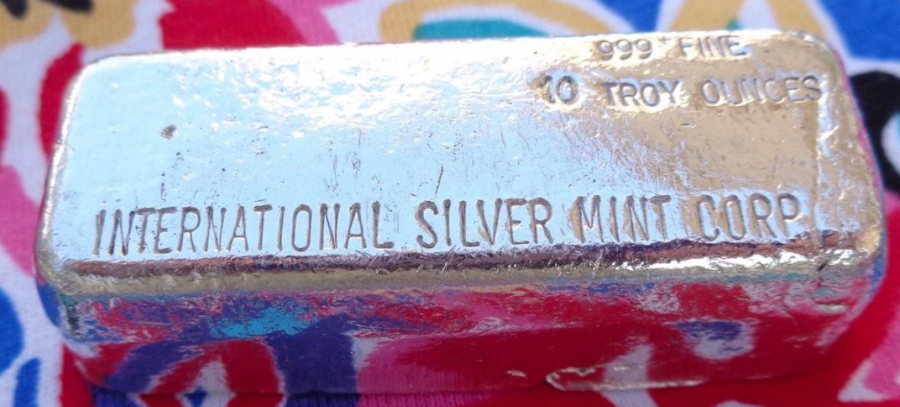 999 FINE
10 TROY OUNCES
INTERNATIONAL SILVER MINT CORP.